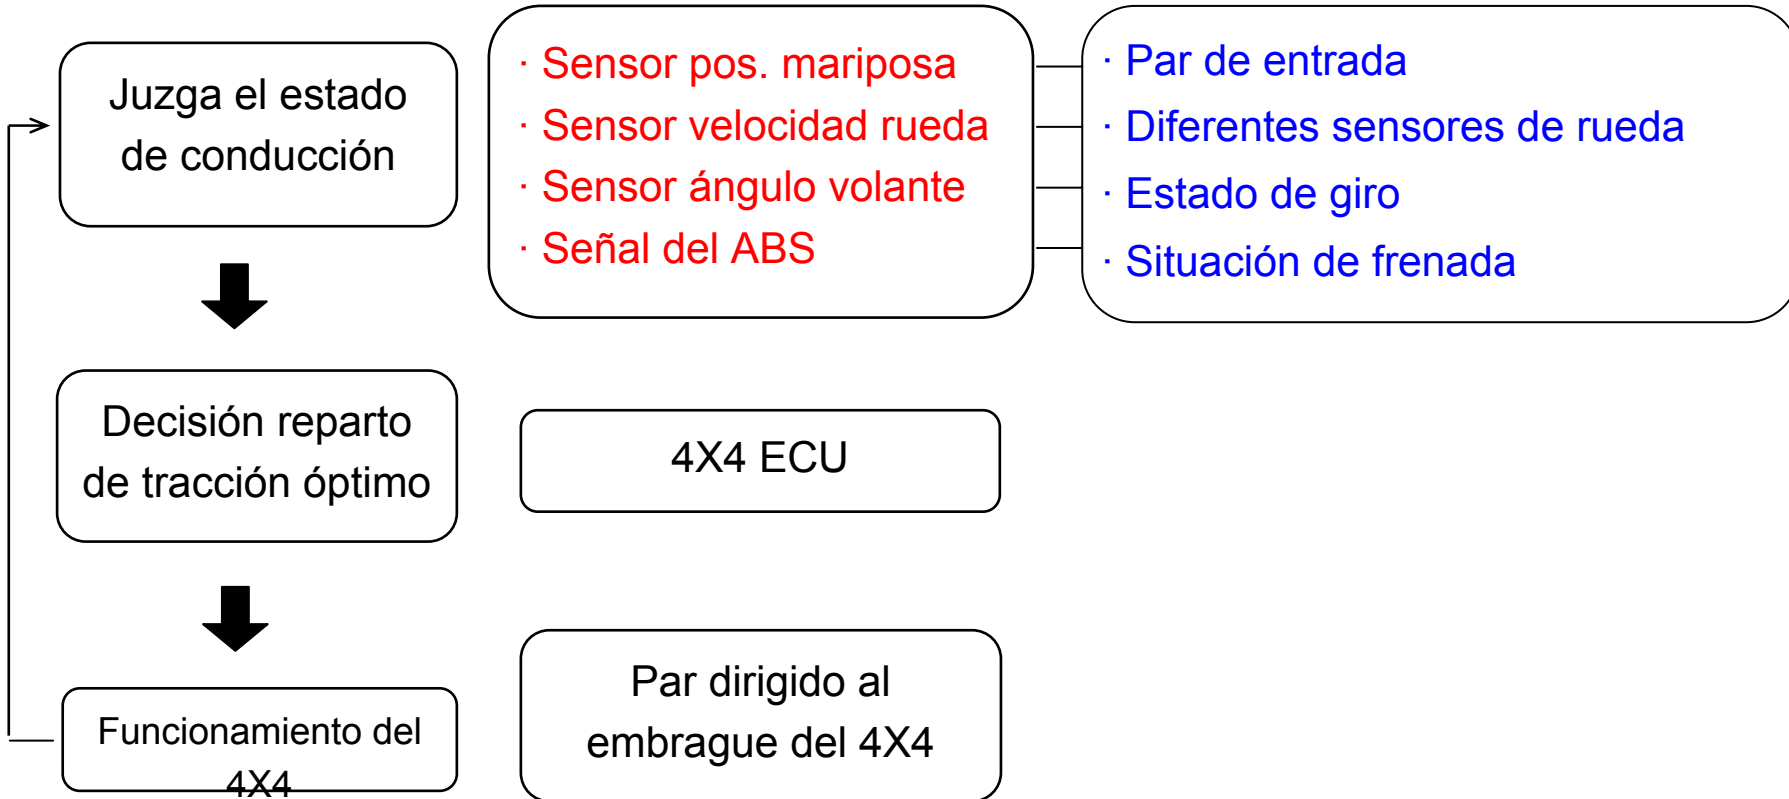 Juzga el estado
de conducción
· Sensor pos. mariposa
· Sensor velocidad rueda
· Sensor ángulo volante
· Señal del ABS
· Par de entrada
· Diferentes sensores de rueda
· Estado de giro
· Situación de frenada
Decisión reparto
de tracción óptimo
4X4 ECU
Funcionamiento del
4X4
Par dirigido al
embrague del 4X4